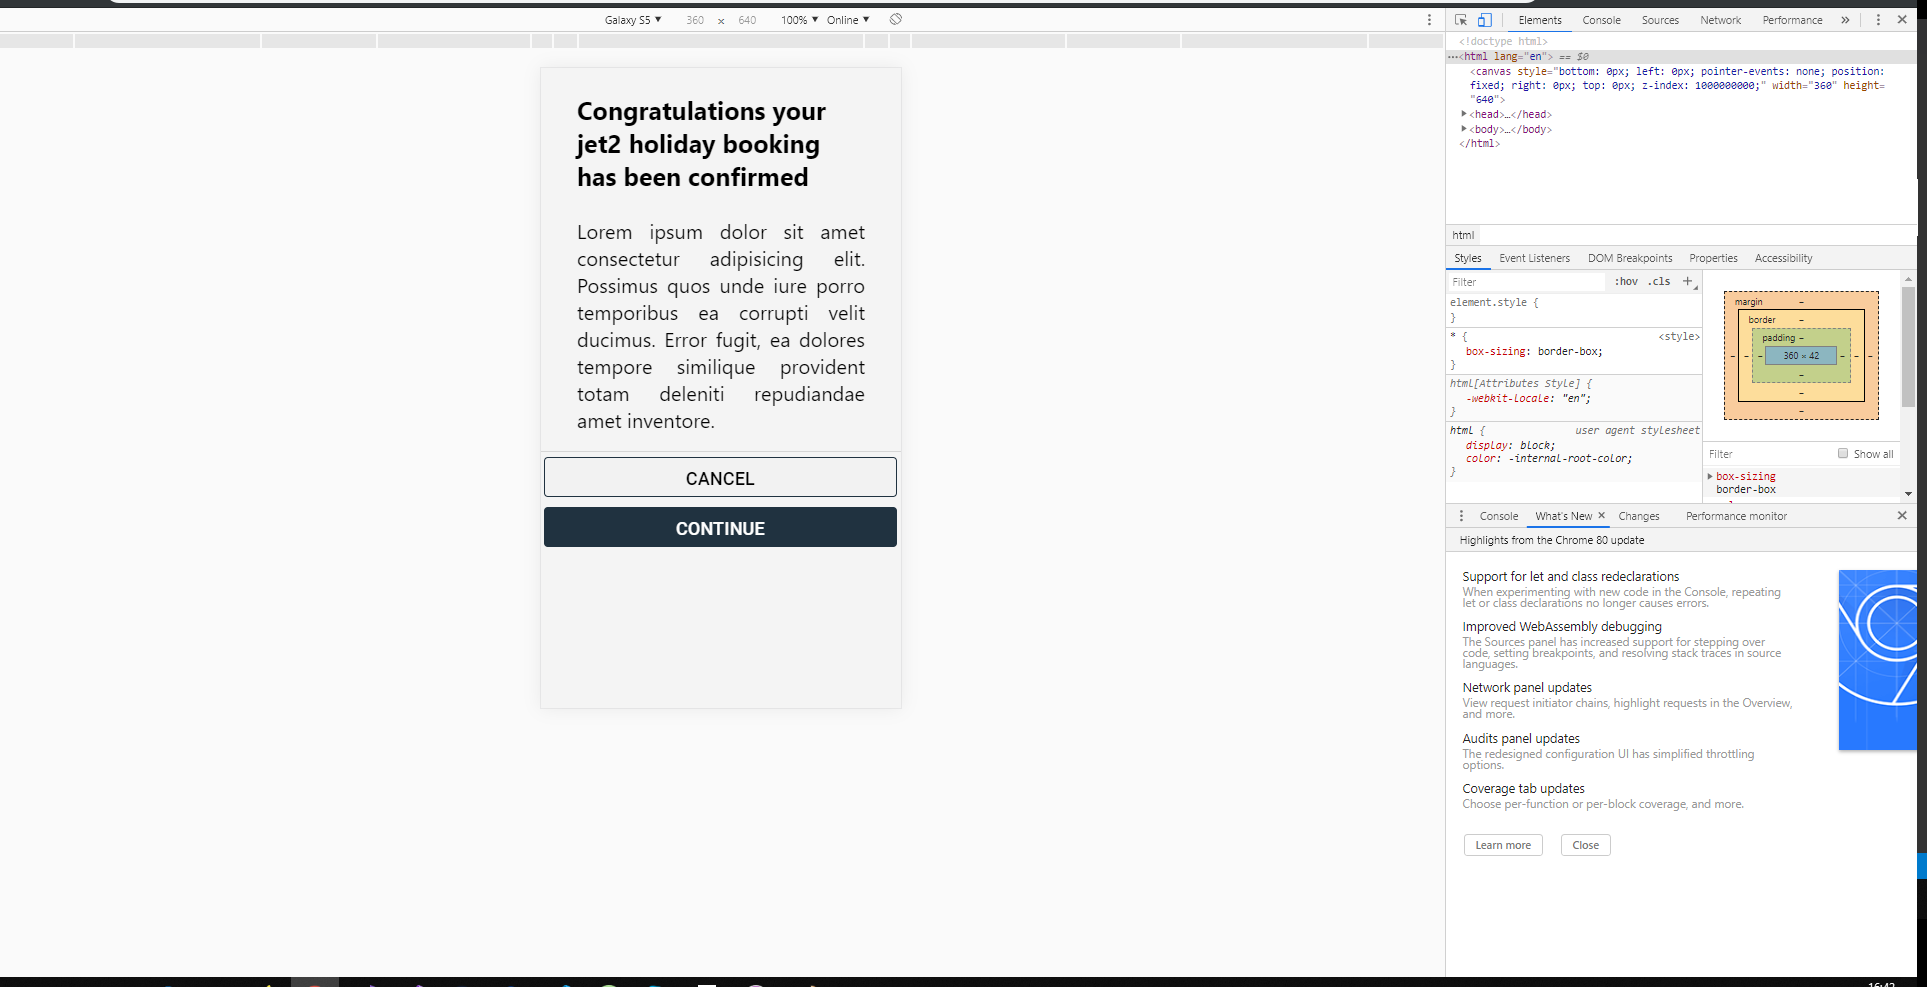 Galaxy S5 ▼ 360 × 640 100% ▼ Online ▼
Congratulations your
jet2 holiday booking
has been confirmed
Lorem ipsum dolor sit amet
consectetur adipisicing elit.
Possimus quos unde iure porro
temporibus ea corrupti velit
ducimus. Error fugit, ea dolores
tempore similique provident
totam deleniti repudiandae
amet inventore.
CANCEL
CONTINUE
Elements Console Sources Network Performance »
<!doctype html>
<html lang="en"> == $0
<canvas style="bottom: 0px; left: 0px; pointer-events: none; position:
fixed; right: 0px; top: 0px; z-index: 1000000000;" width="360" height=
"640">
<head>…</head>
<body>…</body>
</html>
html
Styles Event Listeners DOM Breakpoints Properties Accessibility
Filter :hov .cls +
element.style {
}
* { <style>
box-sizing: border-box;
}
html[Attributes Style] {
-webkit-locale: "en";
}
html { user agent stylesheet
display: block;
color: -internal-root-color;
}
margin –
border –
padding –
– – – 360 × 42 – – –
–
–
–
Filter Show all
box-sizing
border-box
Console What's New × Changes Performance monitor
Highlights from the Chrome 80 update
Support for let and class redeclarations
When experimenting with new code in the Console, repeating
let or class declarations no longer causes errors.
Improved WebAssembly debugging
The Sources panel has increased support for stepping over
code, setting breakpoints, and resolving stack traces in source
languages.
Network panel updates
View request initiator chains, highlight requests in the Overview,
and more.
Audits panel updates
The redesigned configuration UI has simplified throttling
options.
Coverage tab updates
Choose per-function or per-block coverage, and more.
Learn more Close